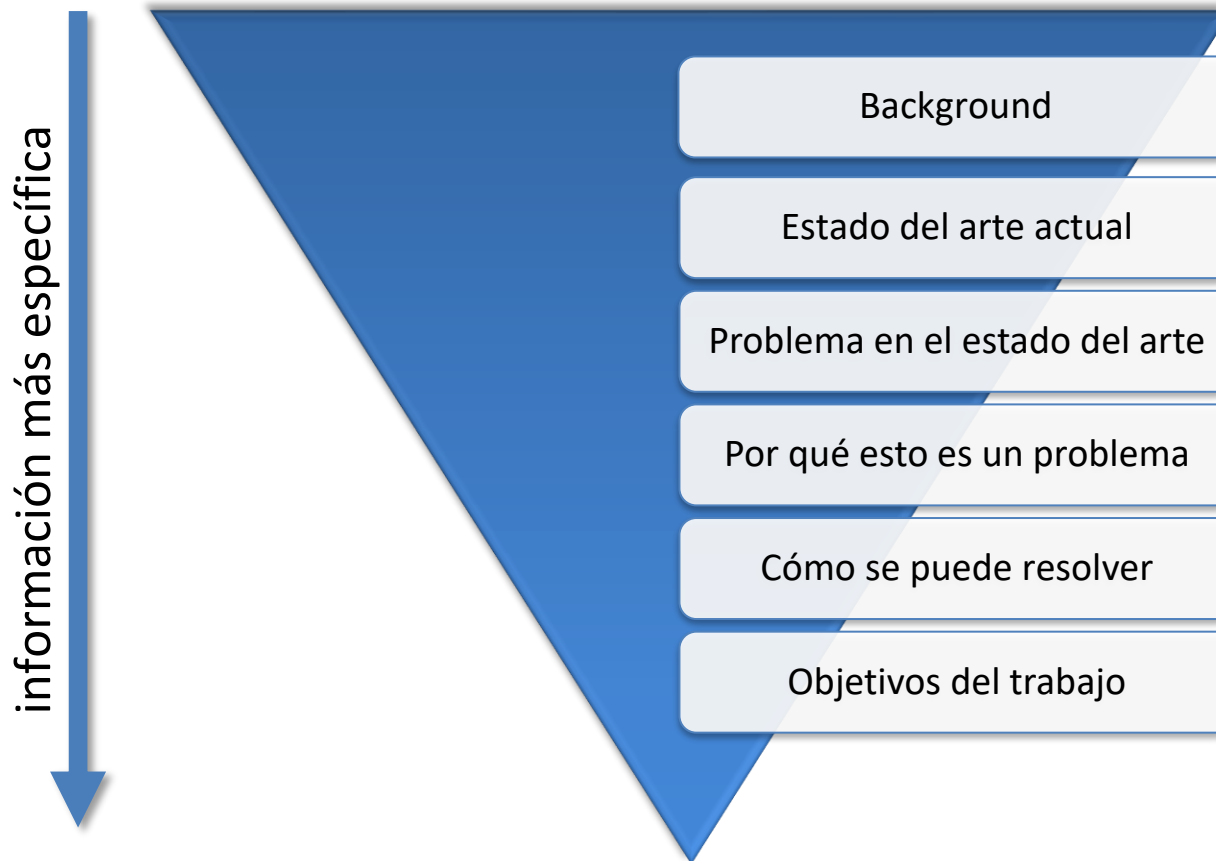 información más específica
Background
Estado del arte actual
Problema en el estado del arte
Por qué esto es un problema
Cómo se puede resolver
Objetivos del trabajo